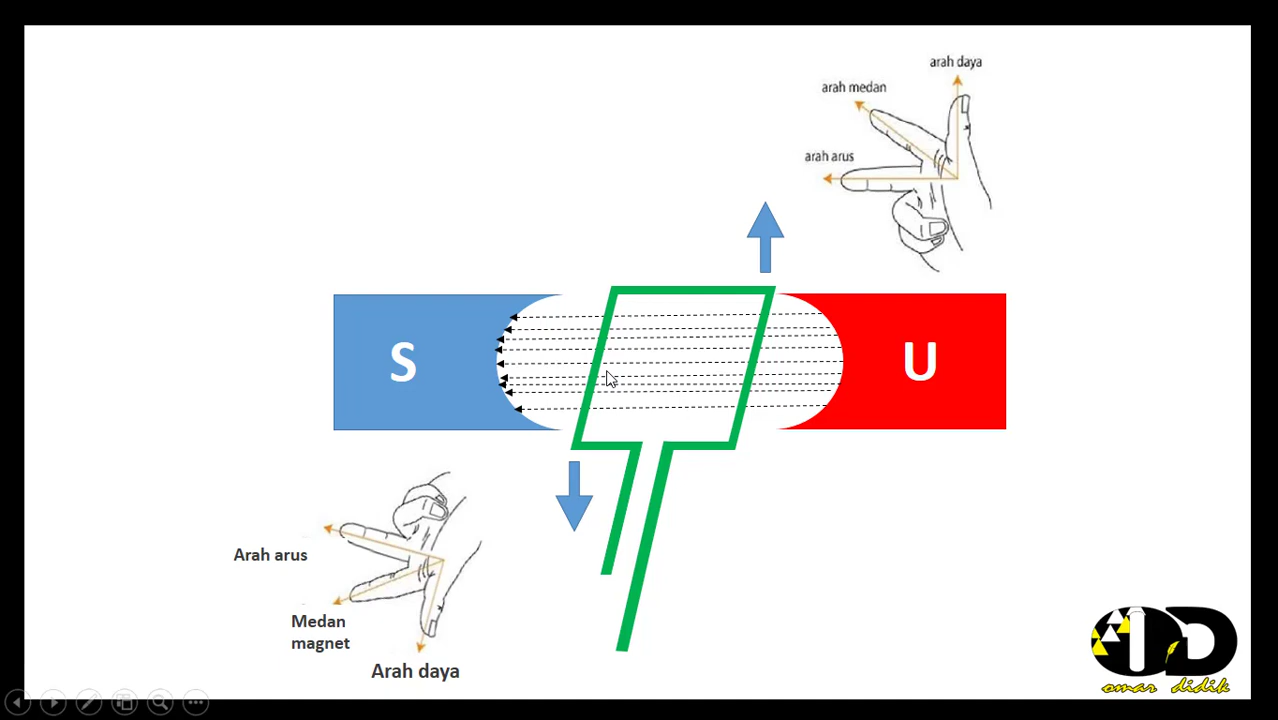 arah daya
arah medan
arah arus
S
U
Arah arus
Medan
magnet
Arah daya
omar didik